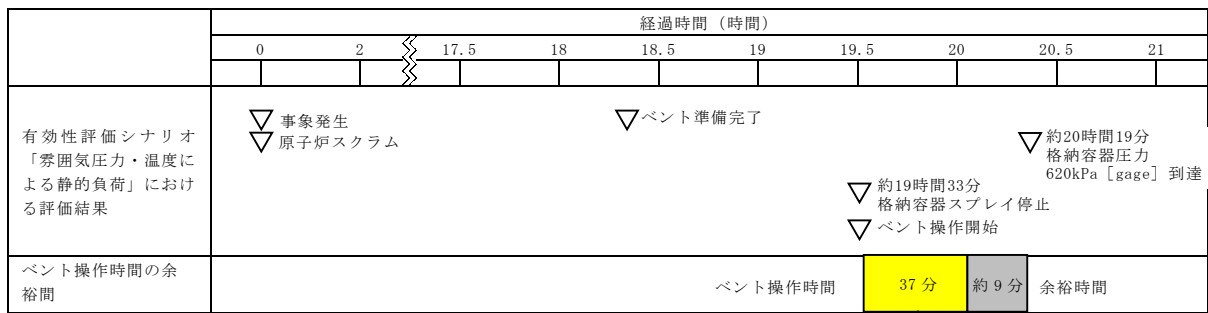 経過時間 (時間)
0 2 17.5 18 18.5 19 19.5 20 20.5 21
有効性評価シナリオ
「雰囲気圧力・温度に
よる静的負荷」におけ
る評価結果
事象発生
原子炉スクラム
ベント準備完了
約19時間33分
格納容器スプレイ停止
ベント操作開始
約20時間19分
格納容器圧力
620kPa [gage] 到達
ベント操作時間の余
裕間
ベント操作時間
37 分
約 9 分
余裕時間